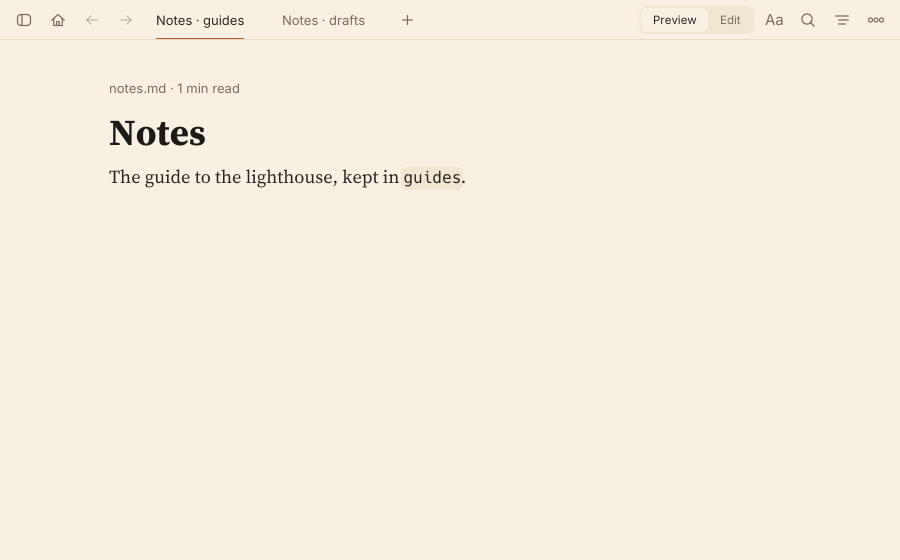 Notes · guides
Notes · drafts
Preview
Edit
Aa
notes.md · 1 min read
Notes
The guide to the lighthouse, kept in guides.